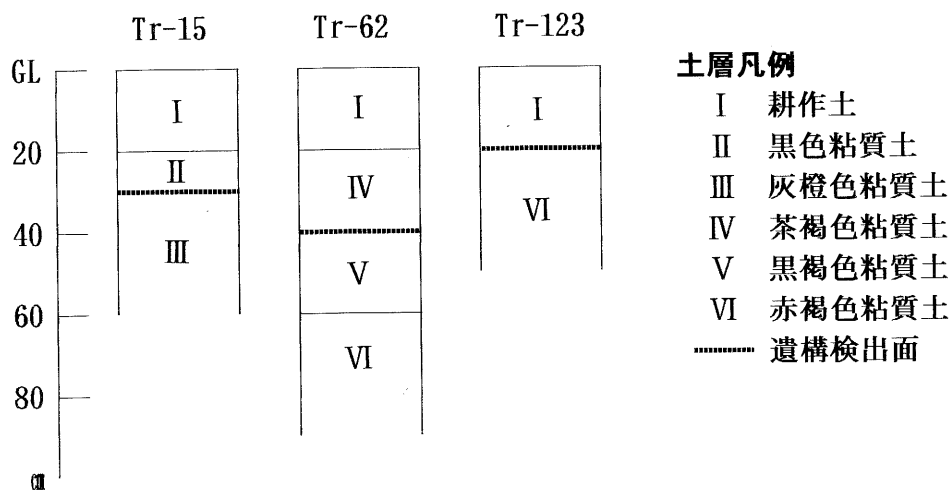 Tr-15 Tr-62 Tr-123
GL
20
40
60
80
cm
I
II
III
I
IV
V
VI
I
VI
土層凡例
I 耕作土
II 黒色粘質土
III 灰橙色粘質土
IV 茶褐色粘質土
V 黒褐色粘質土
VI 赤褐色粘質土
遺構検出面